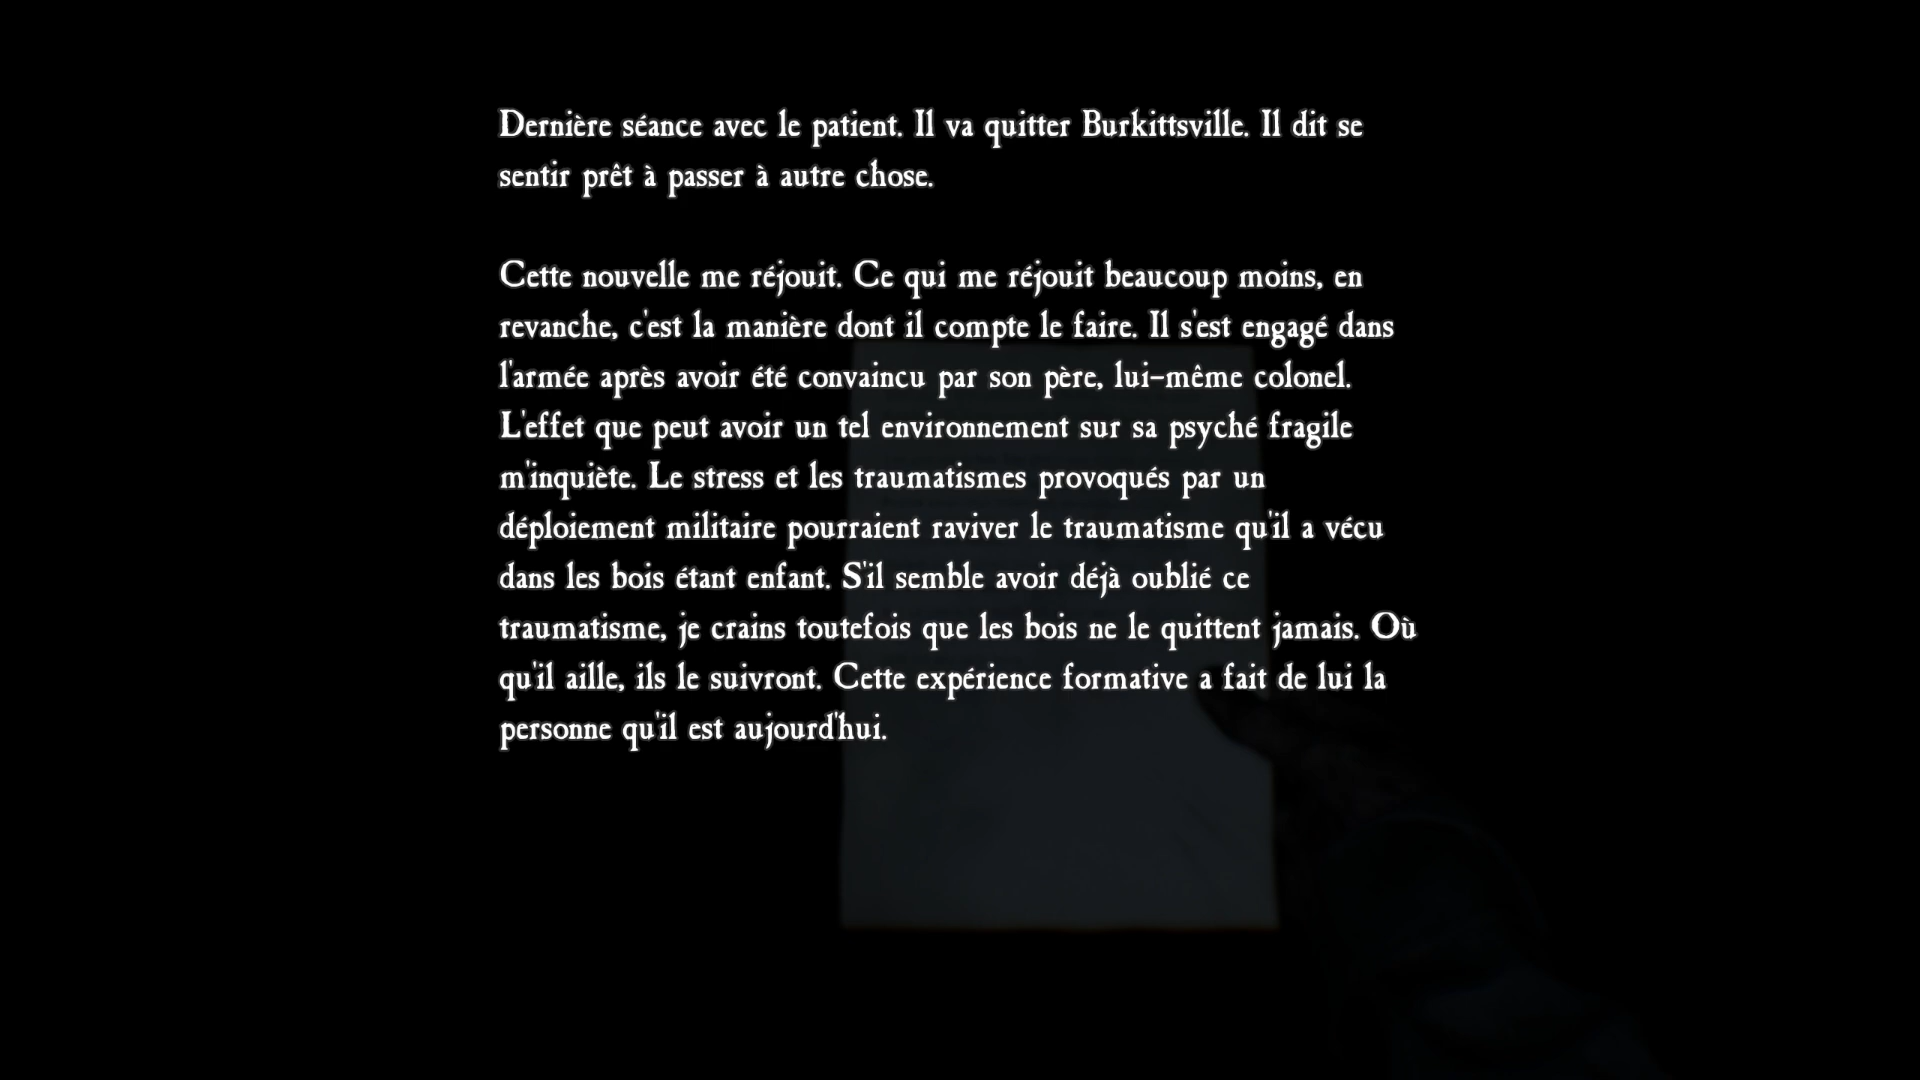 Dernière séance avec le patient. Il va quitter Burkittsville. Il dit se
sentir prêt à passer à autre chose.
Cette nouvelle me réjouit. Ce qui me réjouit beaucoup moins, en
revanche, c'est la manière dont il compte le faire. Il s'est engagé dans
l'armée après avoir été convaincu par son père, lui-même colonel.
L'effet que peut avoir un tel environnement sur sa psyché fragile
m'inquiète. Le stress et les traumatismes provoqués par un
déploiement militaire pourraient raviver le traumatisme qu'il a vécu
dans les bois étant enfant. S'il semble avoir déjà oublié ce
traumatisme, je crains toutefois que les bois ne le quittent jamais. Où
qu'il aille, ils le suivront. Cette expérience formative a fait de lui la
personne qu'il est aujourd'hui.